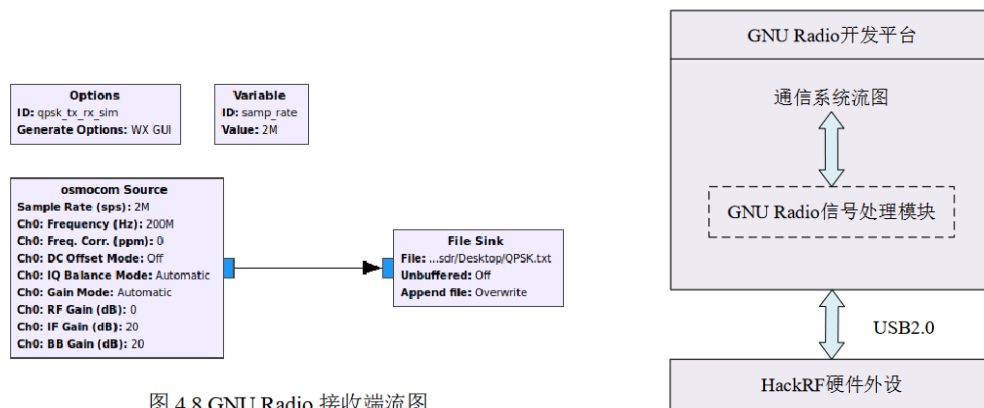 Options
ID: qpsk_tx_rx_sim
Generate Options: WX GUI
Variable
ID: samp_rate
Value: 2M
osmocom Source
Sample Rate (sps): 2M
Ch0: Frequency (Hz): 200M
Ch0: Freq. Corr. (ppm): 0
Ch0: DC Offset Mode: Off
Ch0: IQ Balance Mode: Automatic
Ch0: Gain Mode: Automatic
Ch0: RF Gain (dB): 0
Ch0: IF Gain (dB): 20
Ch0: BB Gain (dB): 20
File Sink
File: ...sdr/Desktop/QPSK.txt
Unbuffered: Off
Append file: Overwrite
图 4.8 GNU Radio 接收端流图
GNU Radio开发平台
通信系统流图
GNU Radio信号处理模块
USB2.0
HackRF硬件外设